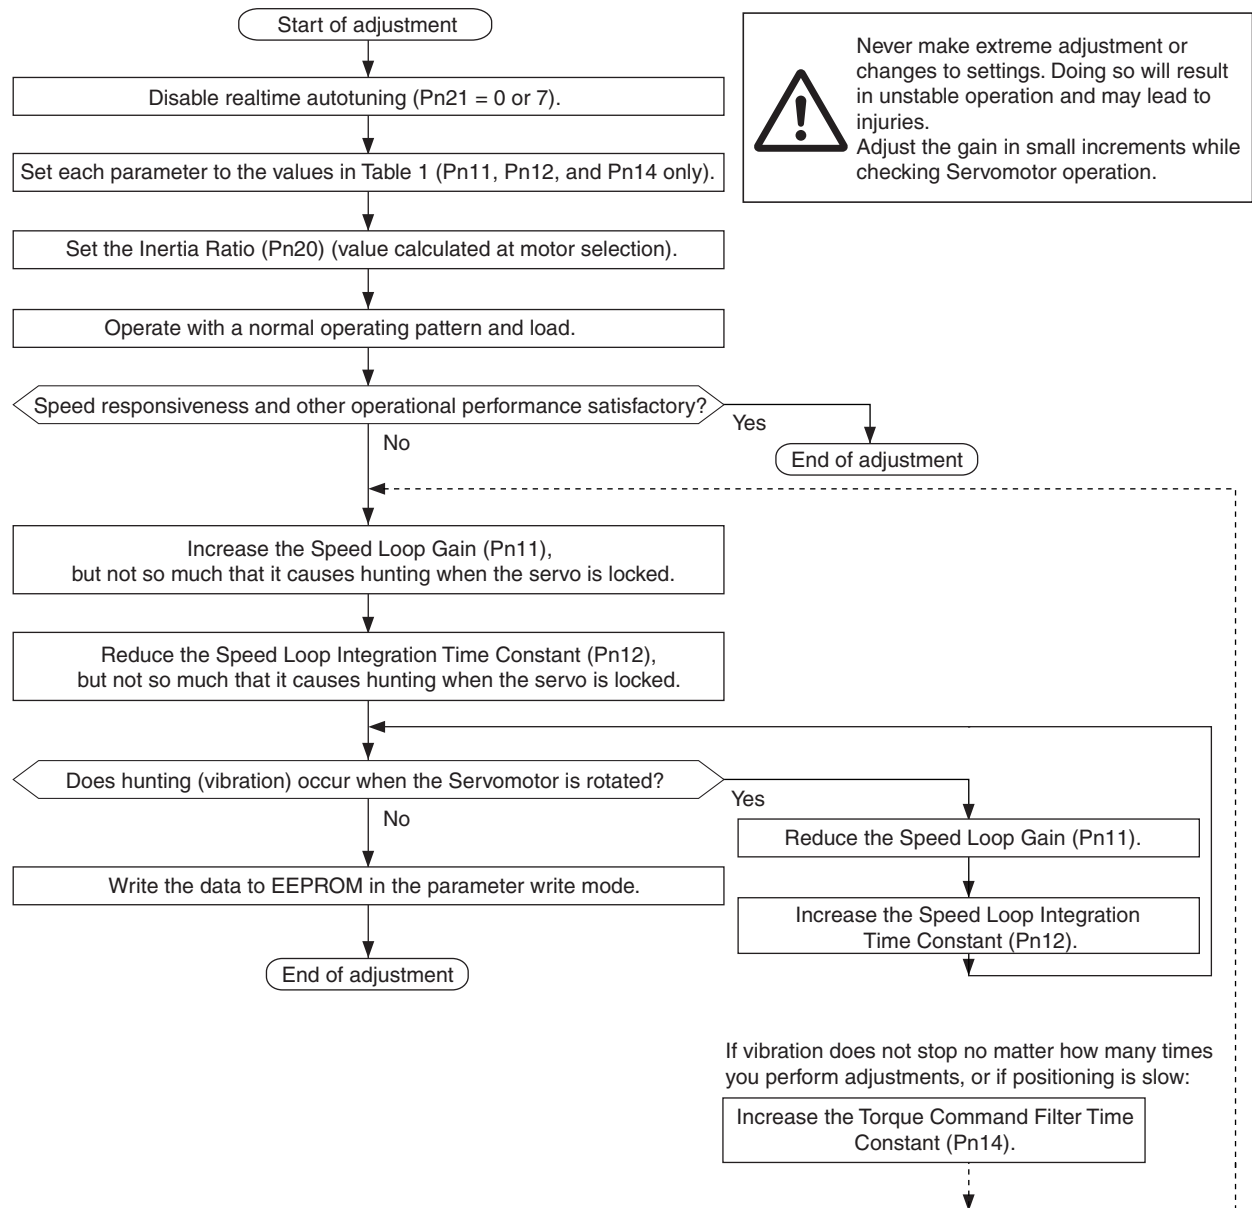 Start of adjustment
Never make extreme adjustment or
changes to settings. Doing so will result
in unstable operation and may lead to
injuries.
Adjust the gain in small increments while
checking Servomotor operation.
Disable realtime autotuning (Pn21 = 0 or 7).
Set each parameter to the values in Table 1 (Pn11, Pn12, and Pn14 only).
Set the Inertia Ratio (Pn20) (value calculated at motor selection).
Operate with a normal operating pattern and load.
Speed responsiveness and other operational performance satisfactory?
Yes
No
End of adjustment
Increase the Speed Loop Gain (Pn11),
but not so much that it causes hunting when the servo is locked.
Reduce the Speed Loop Integration Time Constant (Pn12),
but not so much that it causes hunting when the servo is locked.
Does hunting (vibration) occur when the Servomotor is rotated?
Yes
No
Reduce the Speed Loop Gain (Pn11).
Write the data to EEPROM in the parameter write mode.
Increase the Speed Loop Integration
Time Constant (Pn12).
End of adjustment
If vibration does not stop no matter how many times
you perform adjustments, or if positioning is slow:
Increase the Torque Command Filter Time
Constant (Pn14).